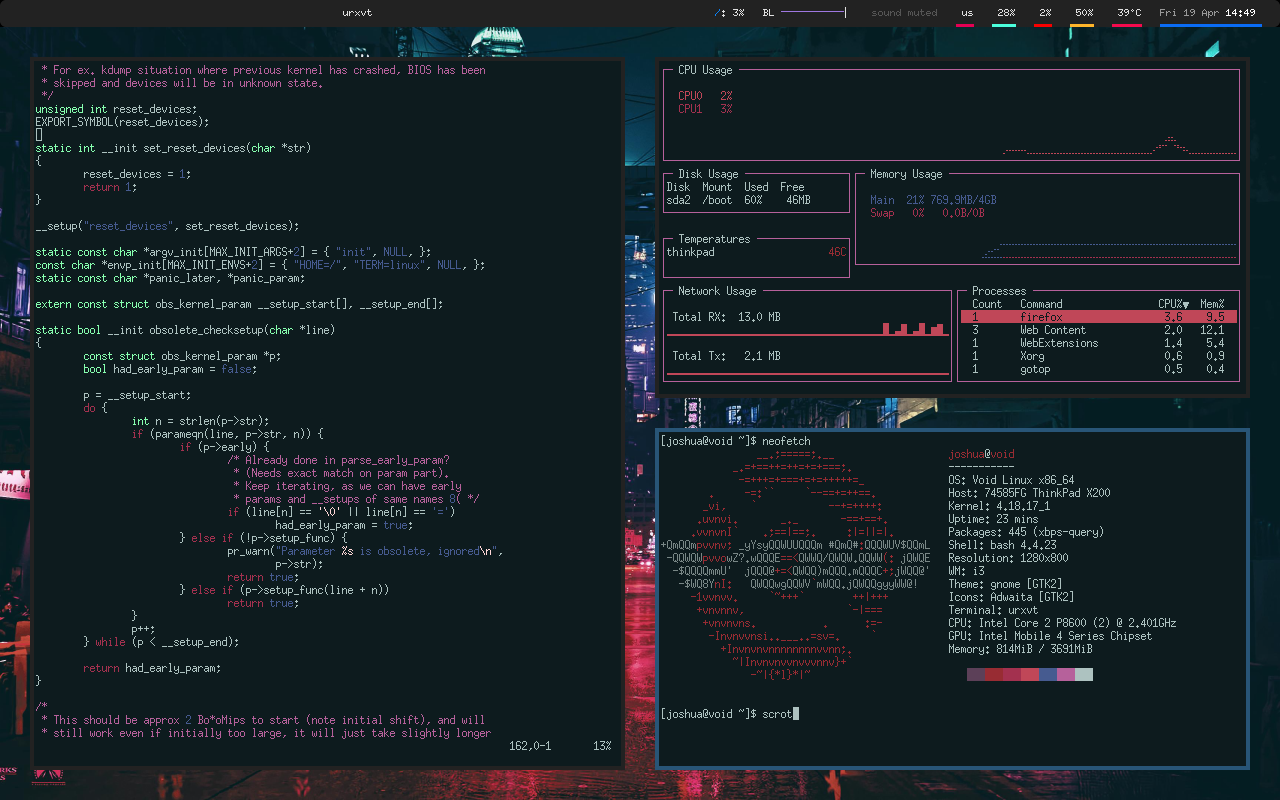 urxvt
/: 3% BL sound muted us 28% 2% 50% 39°C Fri 19 Apr 14:49
* For ex. kdump situation where previous kernel has crashed, BIOS has been
* skipped and devices will be in unknown state.
*/
unsigned int reset_devices;
EXPORT_SYMBOL(reset_devices);
static int __init set_reset_devices(char *str)
{
reset_devices = 1;
return 1;
}
__setup("reset_devices", set_reset_devices);
static const char *argv_init[MAX_INIT_ARGS+2] = { "init", NULL, };
const char *envp_init[MAX_INIT_ENVS+2] = { "HOME=/", "TERM=linux", NULL, };
static const char *panic_later, *panic_param;
extern const struct obs_kernel_param __setup_start[], __setup_end[];
static bool __init obsolete_checksetup(char *line)
{
const struct obs_kernel_param *p;
bool had_early_param = false;
p = __setup_start;
do {
int n = strlen(p->str);
if (parameqn(line, p->str, n)) {
if (p->early) {
/* Already done in parse_early_param?
* (Needs exact match on param part).
* Keep iterating, as we can have early
* params and __setups of same names 8( */
if (line[n] == '\0' || line[n] == '=')
had_early_param = true;
} else if (!p->setup_func) {
pr_warn("Parameter %s is obsolete, ignored\n",
p->str);
return true;
} else if (p->setup_func(line + n))
return true;
}
p++;
} while (p < __setup_end);
return had_early_param;
}
/*
* This should be approx 2 Bo*oMips to start (note initial shift), and will
* still work even if initially too large, it will just take slightly longer
162,0-1 13%
CPU Usage
CPU0 2%
CPU1 3%
Disk Usage
Disk Mount Used Free
sda2 /boot 60% 46MB
Memory Usage
Main 21% 769.9MB/4GB
Swap 0% 0.0B/0B
Temperatures
thinkpad 46C
Network Usage
Total RX: 13.0 MB
Total Tx: 2.1 MB
Processes
Count Command CPU%▼ Mem%
1 firefox 3.6 9.5
3 Web Content 2.0 12.1
1 WebExtensions 1.4 5.4
1 Xorg 0.6 0.9
1 gotop 0.5 0.4
[joshua@void ~]$ neofetch
joshua@void
-----------
OS: Void Linux x86_64
Host: 74585FG ThinkPad X200
Kernel: 4.18.17_1
Uptime: 23 mins
Packages: 445 (xbps-query)
Shell: bash 4.4.23
Resolution: 1280x800
WM: i3
Theme: gnome [GTK2]
Icons: Adwaita [GTK2]
Terminal: urxvt
CPU: Intel Core 2 P8600 (2) @ 2.401GHz
GPU: Intel Mobile 4 Series Chipset
Memory: 814MiB / 3691MiB
[joshua@void ~]$ scrot